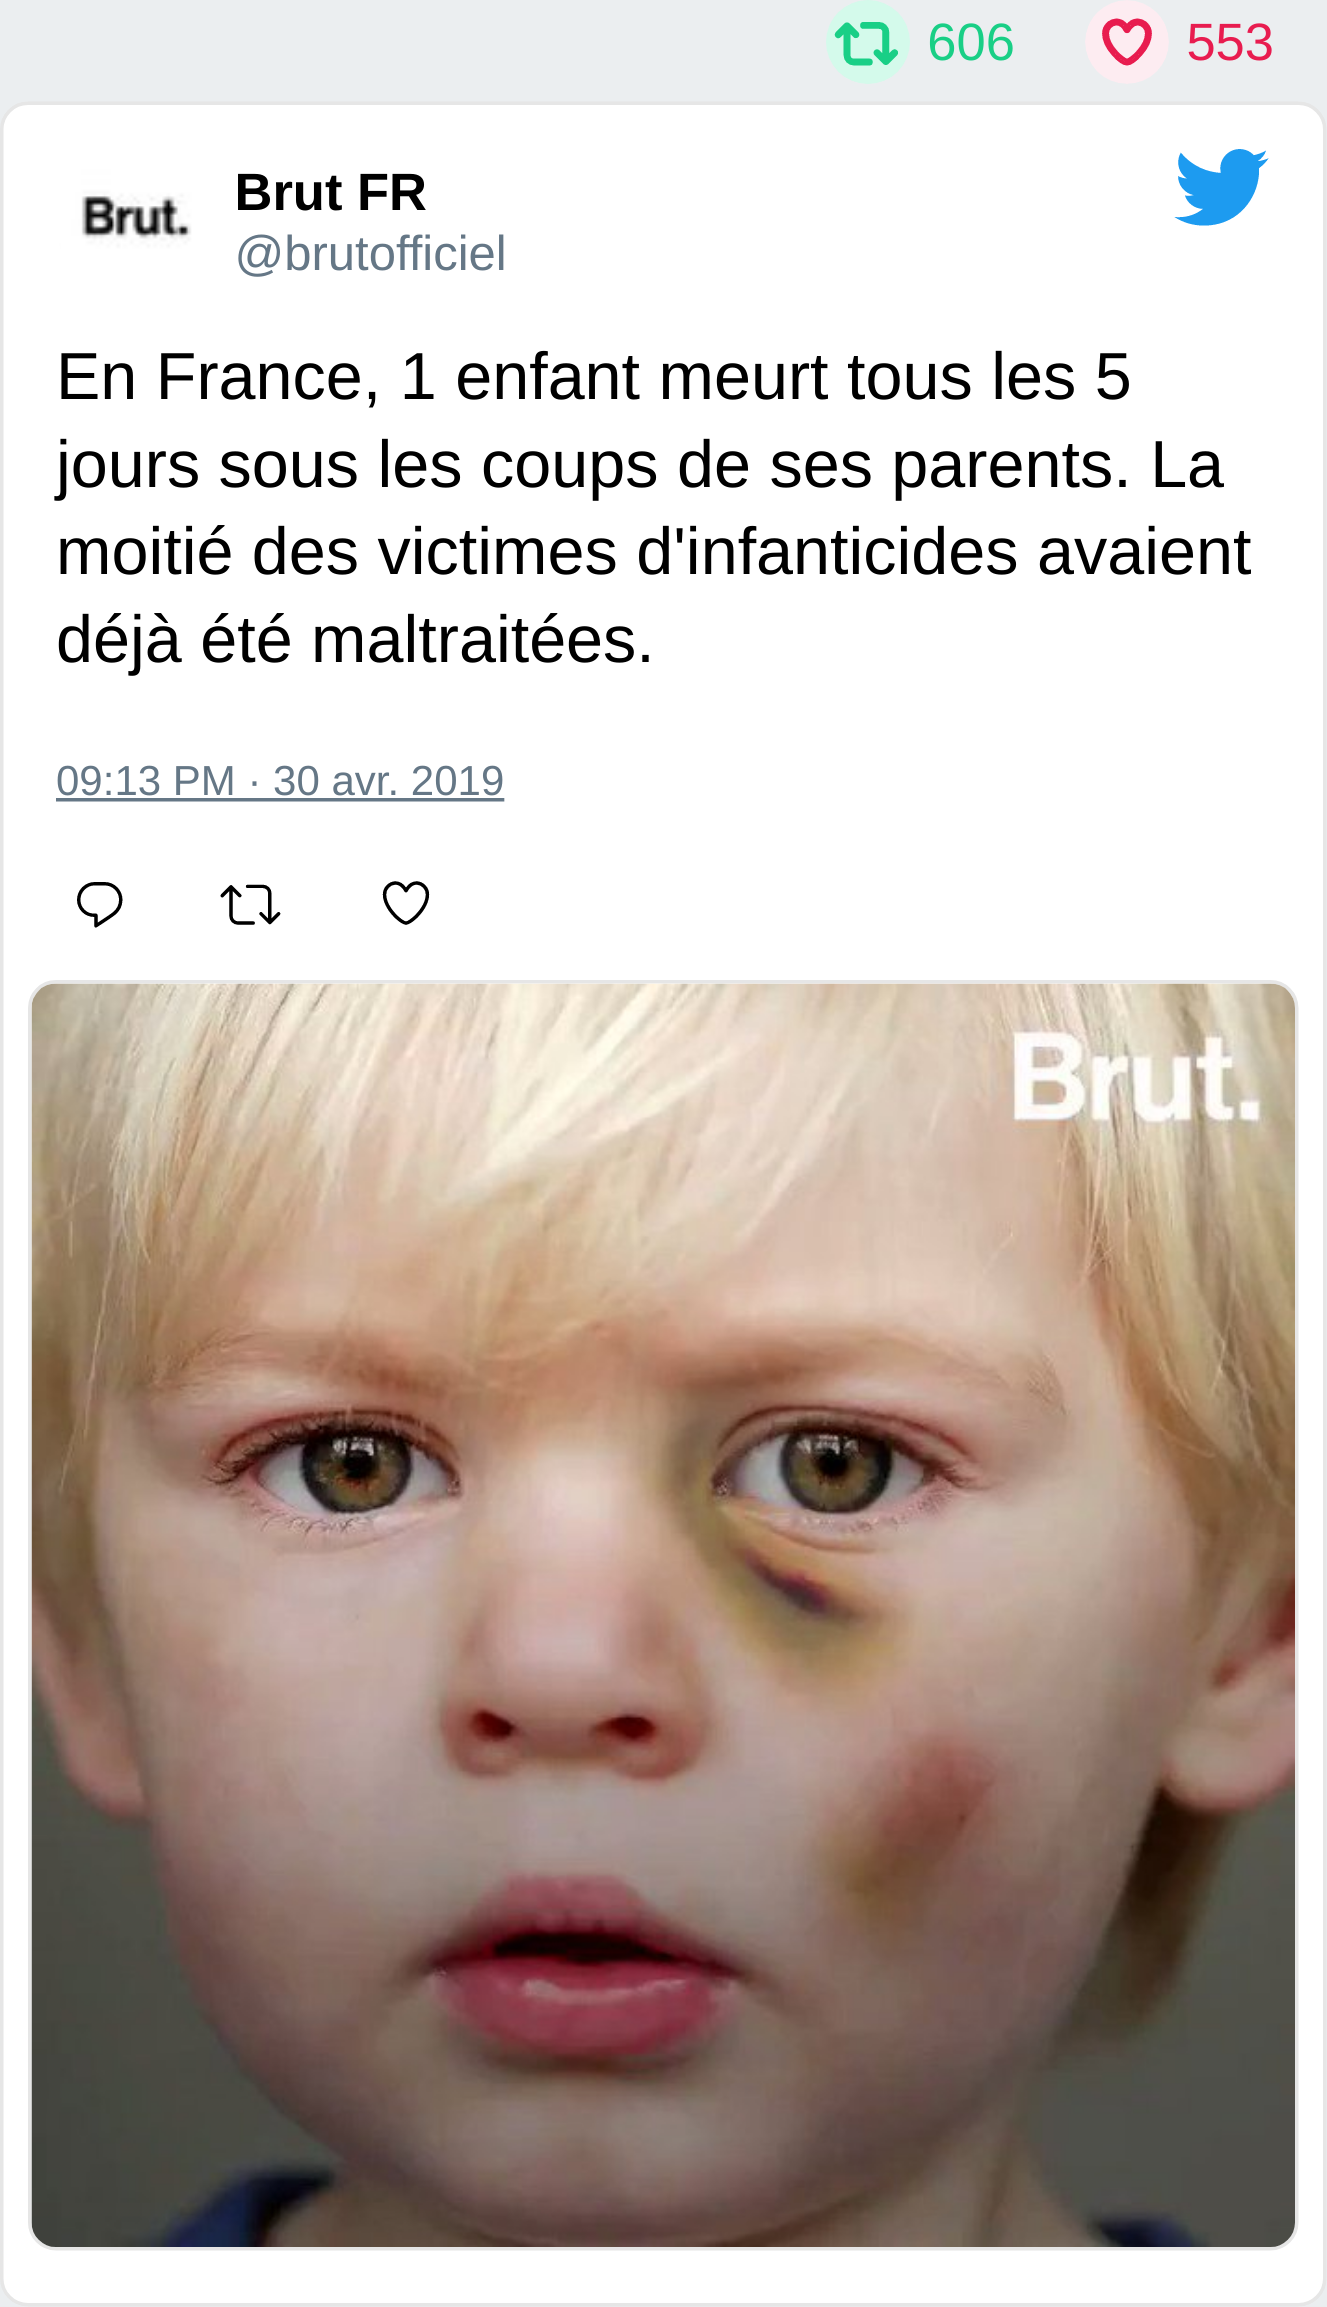 606 553
Brut.
Brut FR
@brutofficiel
En France, 1 enfant meurt tous les 5
jours sous les coups de ses parents. La
moitié des victimes d'infanticides avaient
déjà été maltraitées.
09:13 PM · 30 avr. 2019
Brut.